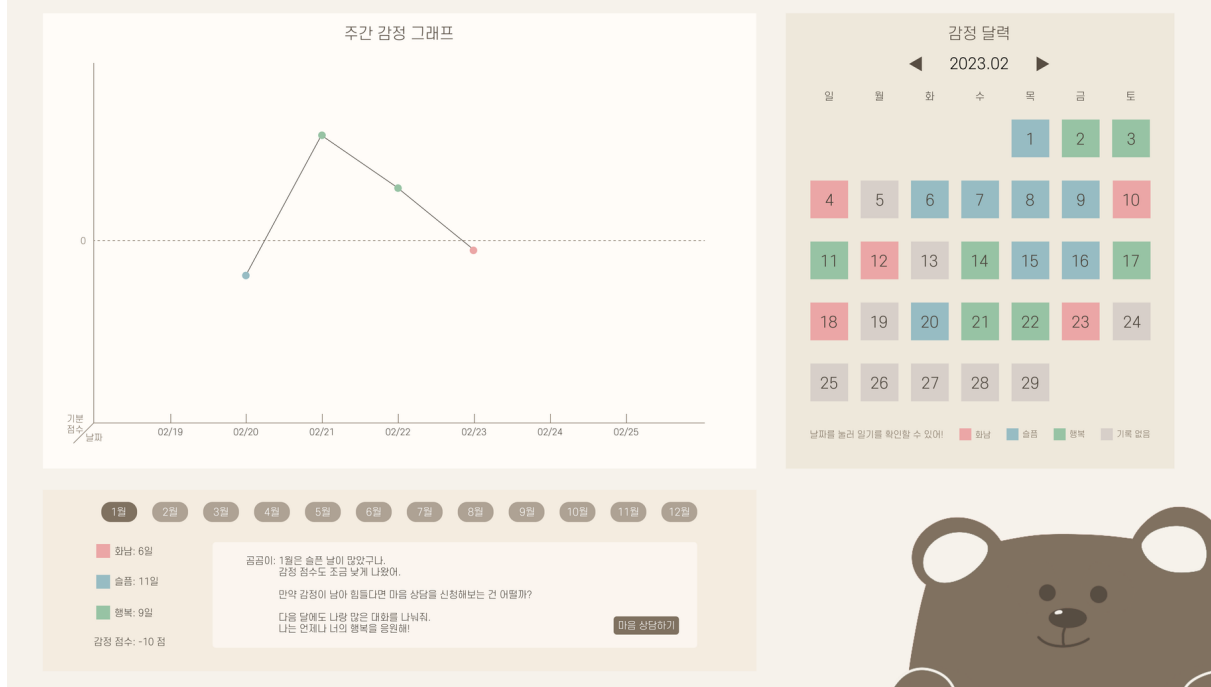 주간 감정 그래프
0
기분
점수
날짜
02/19 02/20 02/21 02/22 02/23 02/24 02/25
감정 달력
◀ 2023.02 ▶
일 월 화 수 목 금 토
1 2 3
4 5 6 7 8 9 10
11 12 13 14 15 16 17
18 19 20 21 22 23 24
25 26 27 28 29
날짜를 눌러 일기를 확인할 수 있어! 화남 슬픔 행복 기록 없음
1월 2월 3월 4월 5월 6월 7월 8월 9월 10월 11월 12월
화남: 6일
슬픔: 11일
행복: 9일
감정 점수: -10 점
곰곰이: 1월은 슬픈 날이 많았구나.
감정 점수도 조금 낮게 나왔어.
만약 감정이 남아 힘들다면 마음 상담을 신청해보는 건 어떨까?
다음 달에도 나랑 많은 대화를 나눠줘.
나는 언제나 너의 행복을 응원해!
마음 상담하기